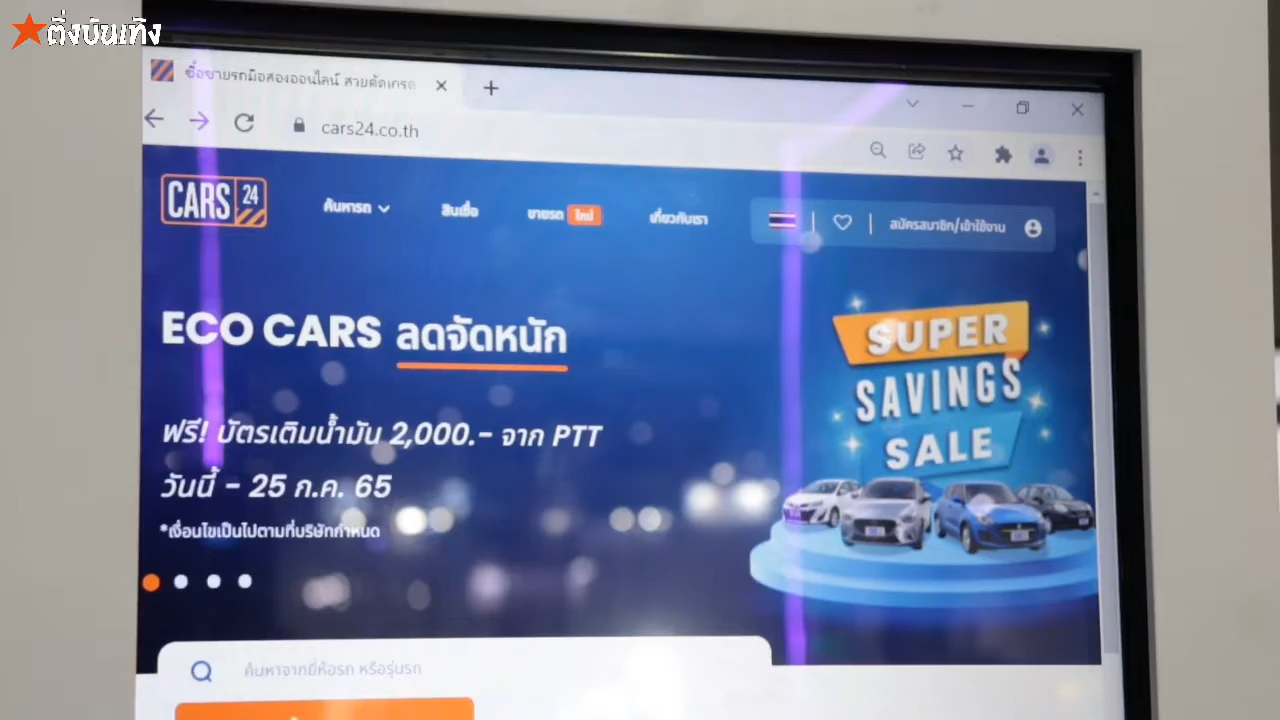 ติ่งบันเทิง
ซื้อขายรถมือสองออนไลน์ สวยคัดเกรด
cars24.co.th
CARS 24
ค้นหารถ
สินเชื่อ
ขายรถ ใหม่
เกี่ยวกับเรา
สมัครสมาชิก/เข้าใช้งาน
ECO CARS ลดจัดหนัก
ฟรี! บัตรเติมน้ำมัน 2,000.- จาก PTT
วันนี้ - 25 ก.ค. 65
*เงื่อนไขเป็นไปตามที่บริษัทกำหนด
SUPER
SAVINGS
SALE
ค้นหาจากยี่ห้อรถ หรือรุ่นรถ